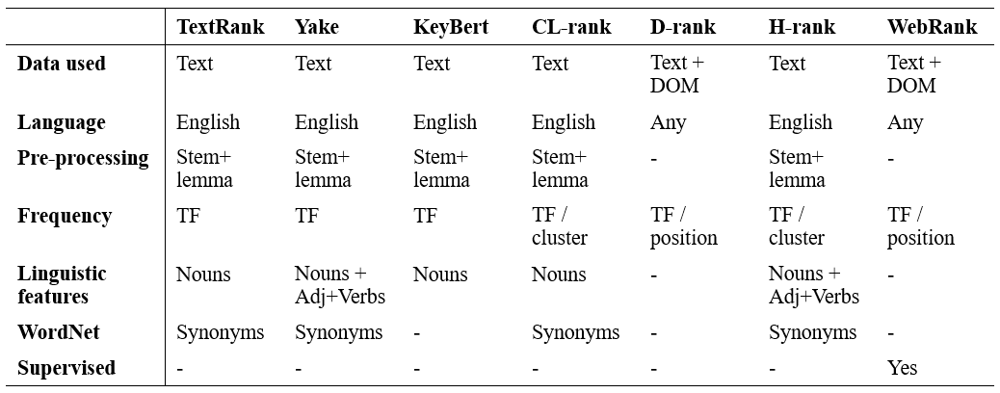 TextRank Yake KeyBert CL-rank D-rank H-rank WebRank
Data used Text Text Text Text Text + Text Text +
DOM DOM
Language English English English English Any English Any
Pre-processing Stem+ Stem+ Stem+ Stem+ - Stem+ -
lemma lemma lemma lemma lemma
Frequency TF TF TF TF / TF / TF / TF /
cluster position cluster position
Linguistic Nouns Nouns + Nouns Nouns - Nouns + -
features Adj+Verbs Adj+Verbs
WordNet Synonyms Synonyms - Synonyms - Synonyms -
Supervised - - - - - - Yes